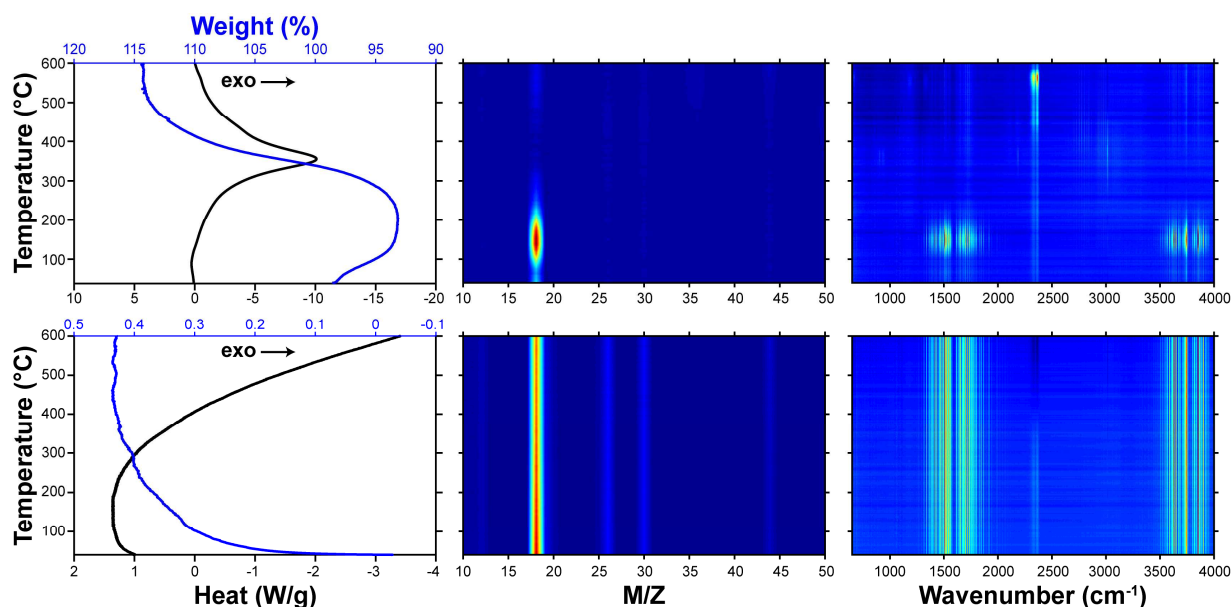 Weight (%)
120 115 110 105 100 95 90
Temperature (°C)
600
500
400
300
200
100
exo →
10 5 0 -5 -10 -15 -20
10 15 20 25 30 35 40 45 50
1000 1500 2000 2500 3000 3500 4000
0.5 0.4 0.3 0.2 0.1 0 -0.1
Temperature (°C)
600
500
400
300
200
100
exo →
2 1 0 -1 -2 -3 -4
10 15 20 25 30 35 40 45 50
1000 1500 2000 2500 3000 3500 4000
Heat (W/g)
M/Z
Wavenumber (cm⁻¹)